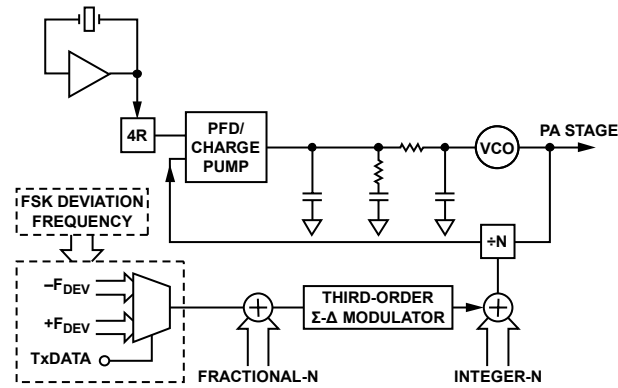 4R
PFD/
CHARGE
PUMP
VCO
PA STAGE
FSK DEVIATION
FREQUENCY
÷N
–FDEV
+FDEV
TxDATA
THIRD-ORDER
Σ-Δ MODULATOR
FRACTIONAL-N
INTEGER-N